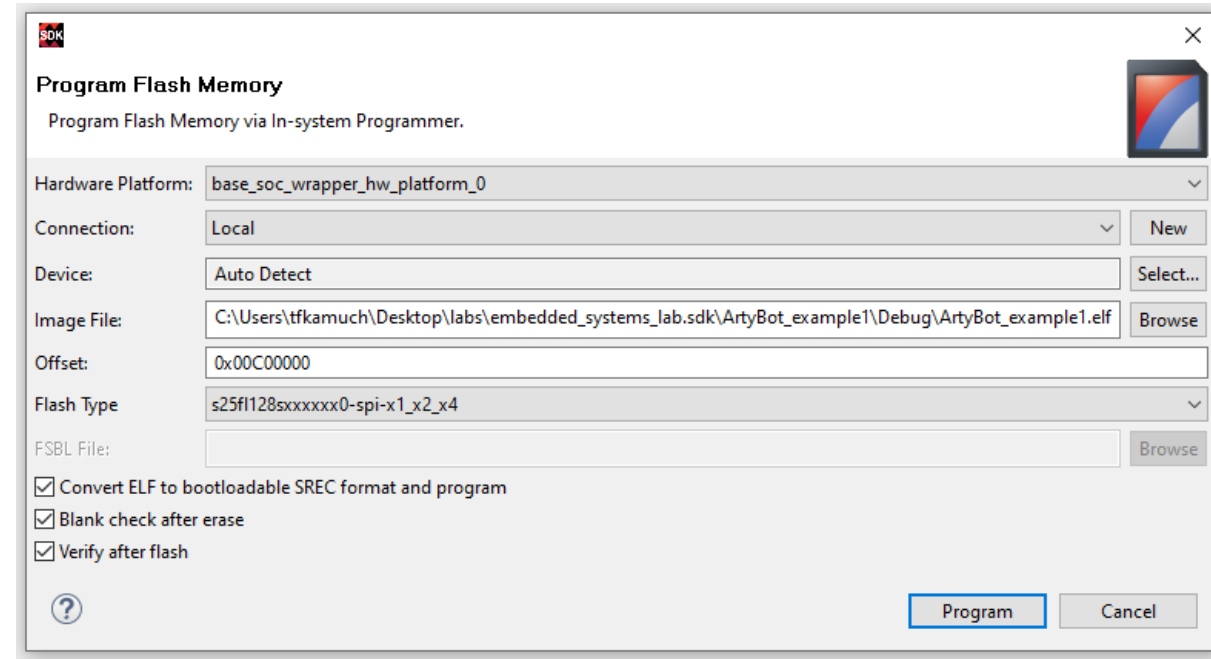 SDK
Program Flash Memory
Program Flash Memory via In-system Programmer.
Hardware Platform: base_soc_wrapper_hw_platform_0
Connection: Local New
Device: Auto Detect Select...
Image File: C:\Users\tfkamuch\Desktop\labs\embedded_systems_lab.sdk\ArtyBot_example1\Debug\ArtyBot_example1.elf Browse
Offset: 0x00C00000
Flash Type s25fl128sxxxxxx0-spi-x1_x2_x4
FSBL File: Browse
Convert ELF to bootloadable SREC format and program
Blank check after erase
Verify after flash
? Program Cancel